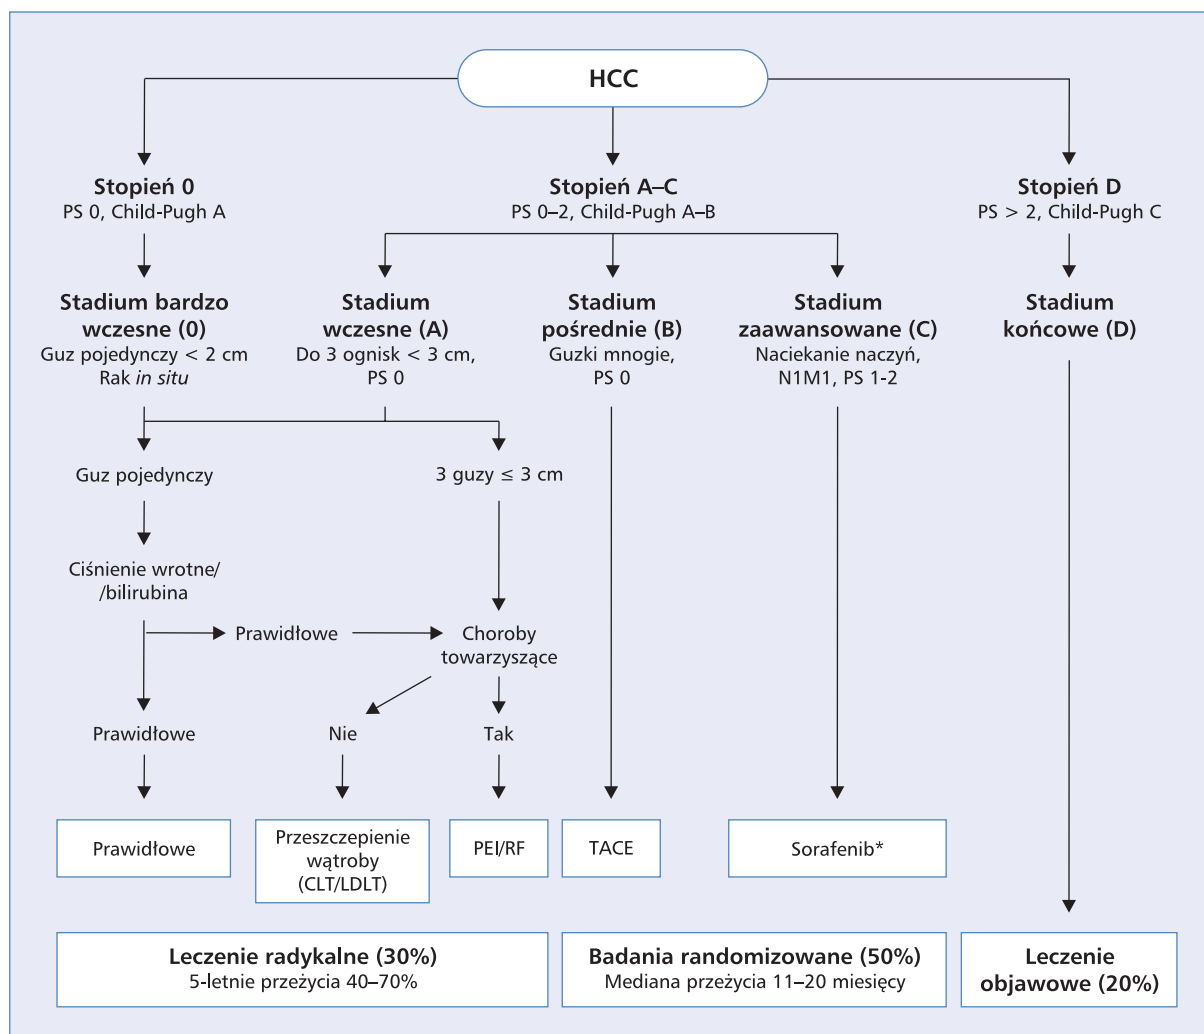 HCC
Stopień 0
PS 0, Child-Pugh A
Stopień A–C
PS 0–2, Child-Pugh A–B
Stopień D
PS > 2, Child-Pugh C
Stadium bardzo
wczesne (0)
Guz pojedynczy < 2 cm
Rak in situ
Stadium
wczesne (A)
Do 3 ognisk < 3 cm,
PS 0
Stadium
pośrednie (B)
Guzki mnogie,
PS 0
Stadium
zaawansowane (C)
Naciekanie naczyń,
N1M1, PS 1-2
Stadium
końcowe (D)
Guz pojedynczy
3 guzy ≤ 3 cm
Ciśnienie wrotne/
/bilirubina
Prawidłowe
Choroby
towarzyszące
Prawidłowe
Nie
Tak
Prawidłowe
Przeszczepienie
wątroby
(CLT/LDLT)
PEI/RF
TACE
Sorafenib*
Leczenie radykalne (30%)
5-letnie przeżycia 40–70%
Badania randomizowane (50%)
Mediana przeżycia 11–20 miesięcy
Leczenie
objawowe (20%)